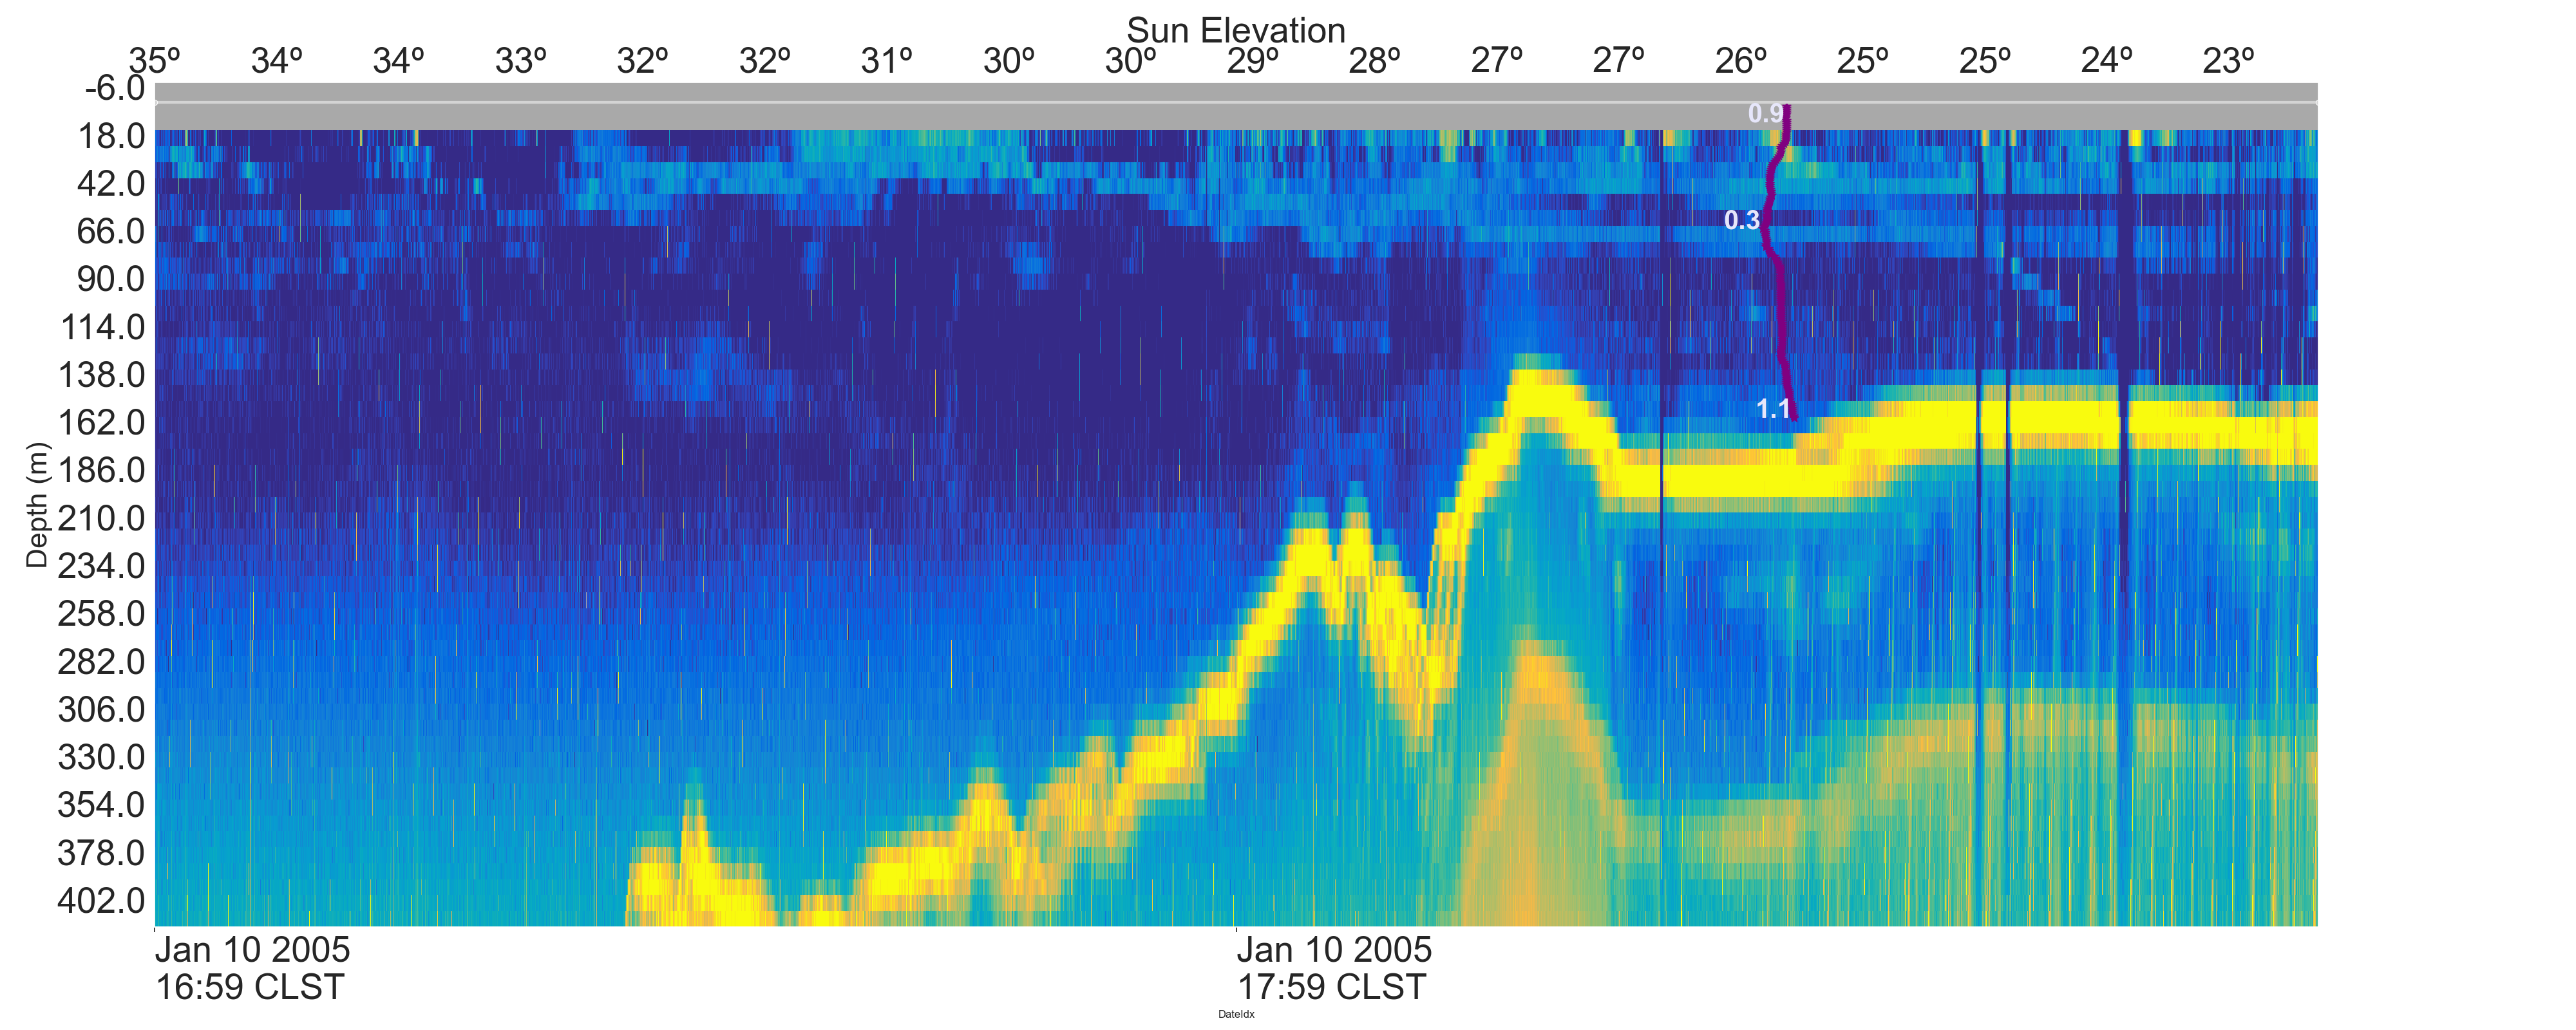 Sun Elevation
35º 34º 34º 33º 32º 32º 31º 30º 30º 29º 28º 27º 27º 26º 25º 25º 24º 23º
-6.0
18.0
42.0
66.0
90.0
114.0
138.0
162.0
186.0
210.0
234.0
258.0
282.0
306.0
330.0
354.0
378.0
402.0
Depth (m)
0.9
0.3
1.1
Jan 10 2005
16:59 CLST
Jan 10 2005
17:59 CLST
DateIdx